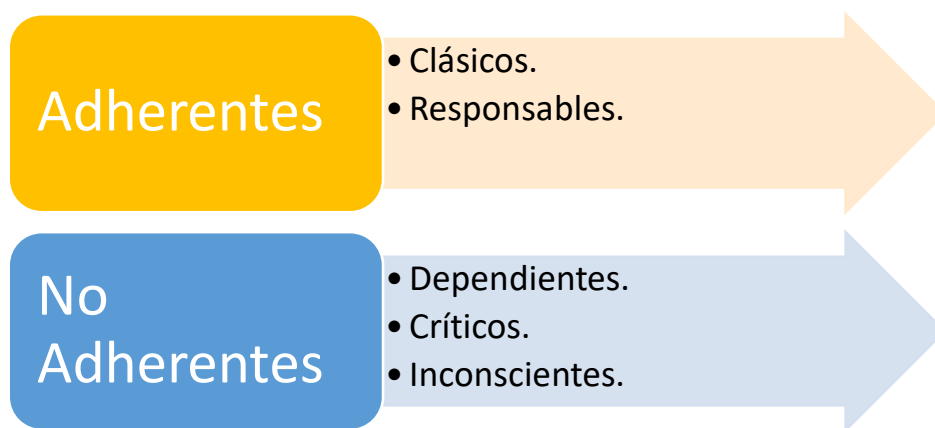 Adherentes
• Clásicos.
• Responsables.
No
Adherentes
• Dependientes.
• Críticos.
• Inconscientes.